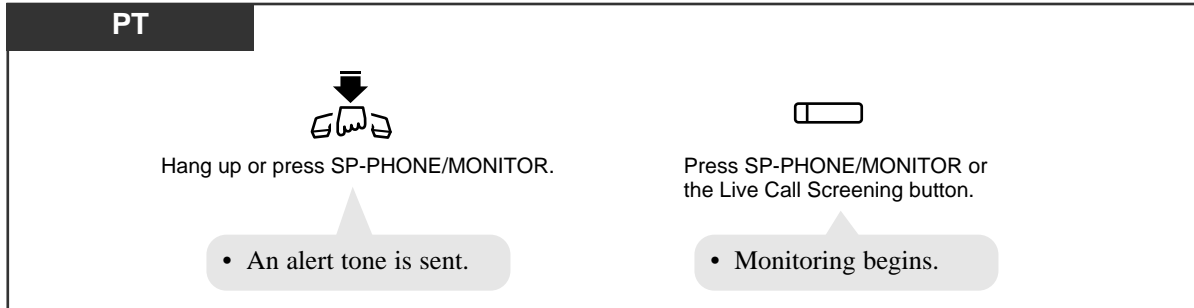 PT
Hang up or press SP-PHONE/MONITOR.
Press SP-PHONE/MONITOR or
the Live Call Screening button.
• An alert tone is sent.
• Monitoring begins.